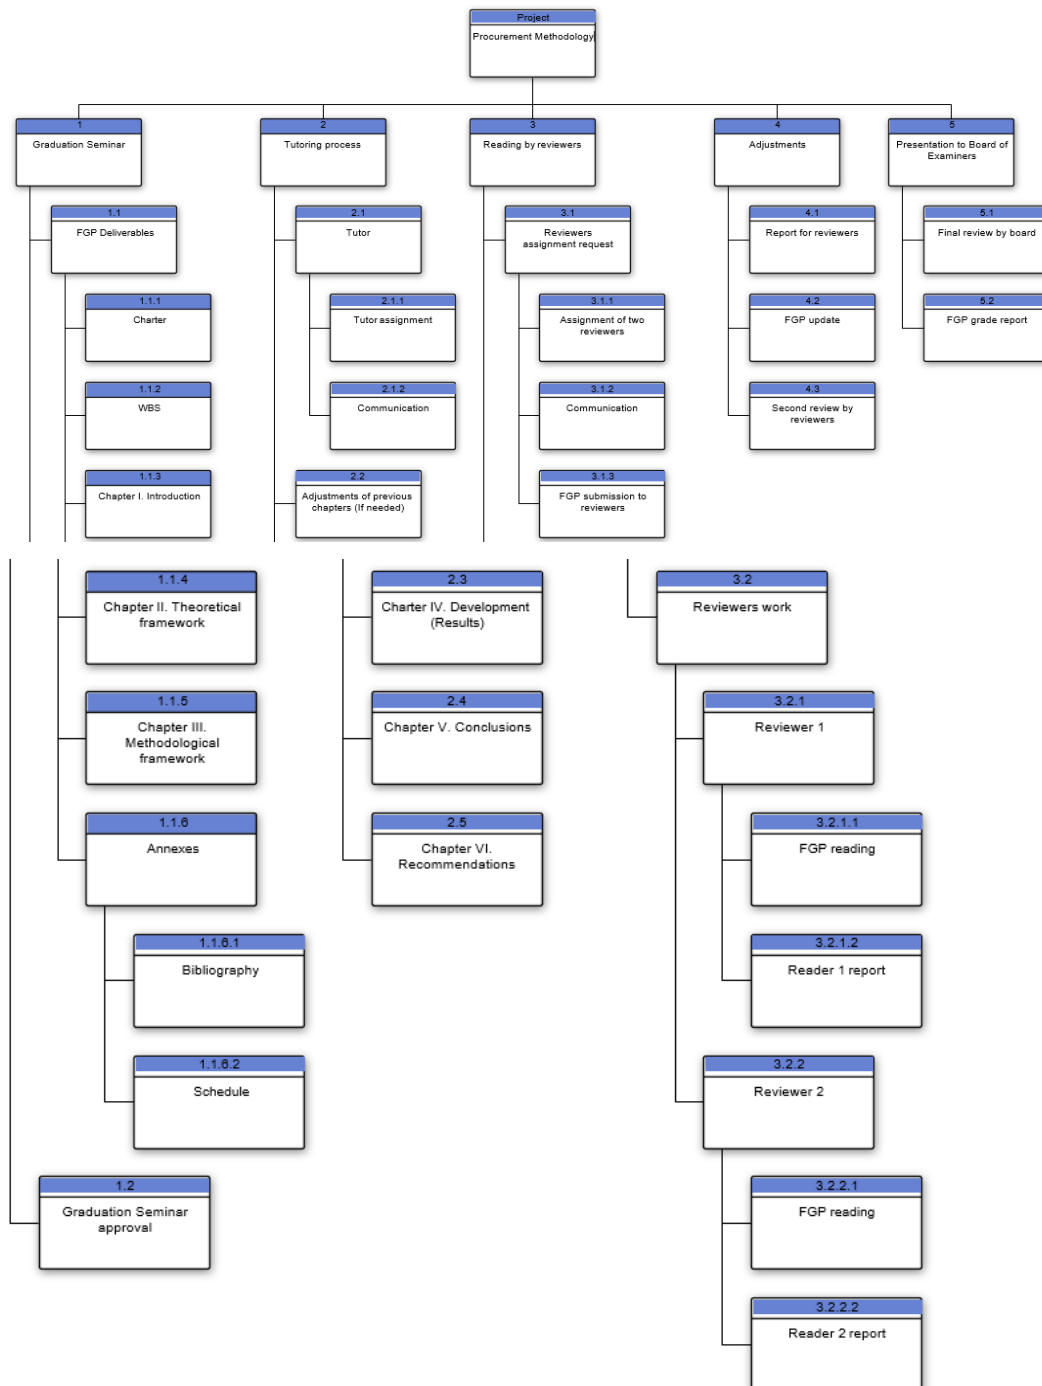 Project
Procurement Methodology
1
Graduation Seminar
2
Tutoring process
3
Reading by reviewers
4
Adjustments
5
Presentation to Board of
Examiners
1.1
FGP Deliverables
2.1
Tutor
3.1
Reviewers
assignment request
4.1
Report for reviewers
5.1
Final review by board
1.1.1
Charter
2.1.1
Tutor assignment
3.1.1
Assignment of two
reviewers
4.2
FGP update
5.2
FGP grade report
1.1.2
WBS
2.1.2
Communication
3.1.2
Communication
4.3
Second review by
reviewers
1.1.3
Chapter I. Introduction
2.2
Adjustments of previous
chapters (If needed)
3.1.3
FGP submission to
reviewers
1.1.4
Chapter II. Theoretical
framework
2.3
Charter IV. Development
(Results)
3.2
Reviewers work
1.1.5
Chapter III.
Methodological
framework
2.4
Chapter V. Conclusions
3.2.1
Reviewer 1
1.1.6
Annexes
2.5
Chapter VI.
Recommendations
3.2.1.1
FGP reading
1.1.6.1
Bibliography
3.2.1.2
Reader 1 report
1.1.6.2
Schedule
3.2.2
Reviewer 2
1.2
Graduation Seminar
approval
3.2.2.1
FGP reading
3.2.2.2
Reader 2 report